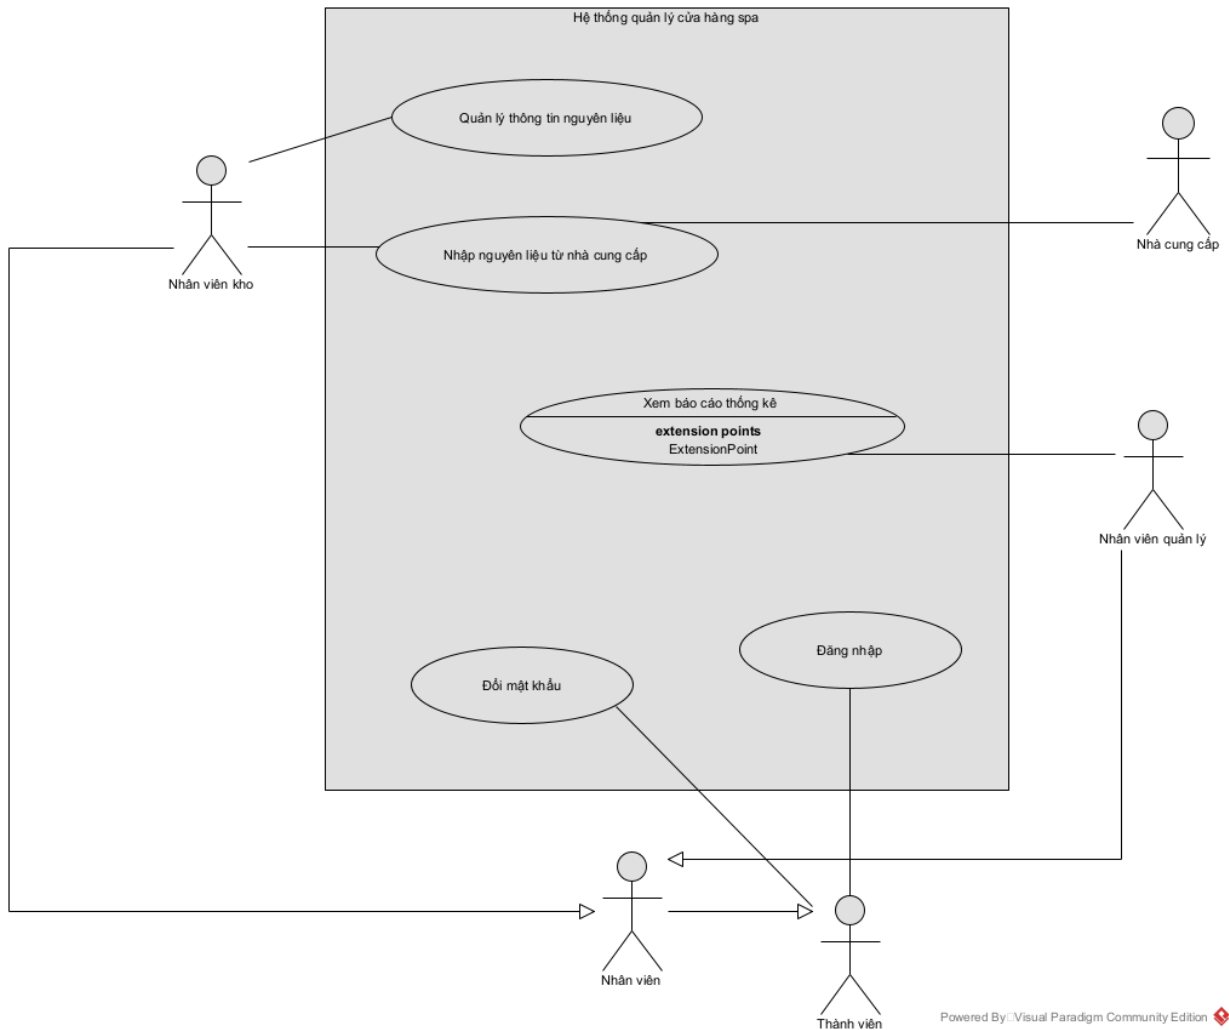 Hệ thống quản lý cửa hàng spa
Quản lý thông tin nguyên liệu
Nhân viên kho
Nhập nguyên liệu từ nhà cung cấp
Nhà cung cấp
Xem báo cáo thống kê
extension points
ExtensionPoint
Nhân viên quản lý
Đăng nhập
Đổi mật khẩu
Nhân viên
Thành viên
Powered By Visual Paradigm Community Edition